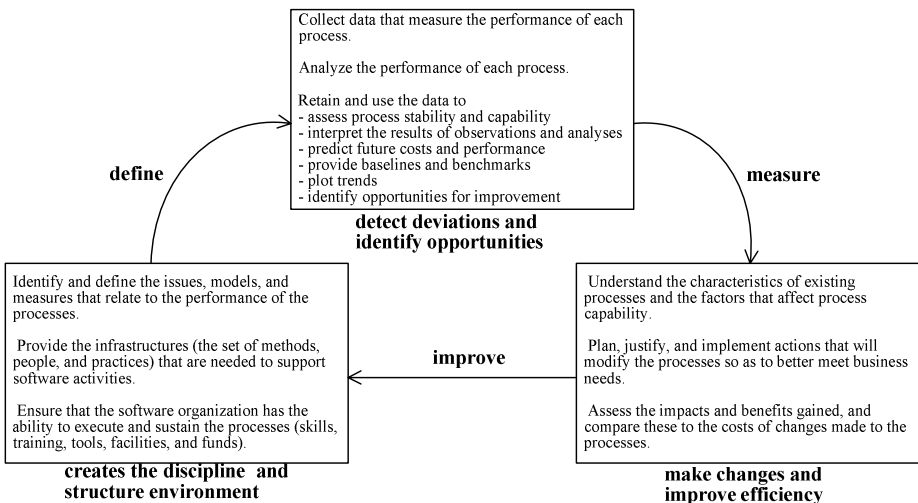 Collect data that measure the performance of each
process.
Analyze the performance of each process.
Retain and use the data to
- assess process stability and capability
- interpret the results of observations and analyses
- predict future costs and performance
- provide baselines and benchmarks
- plot trends
- identify opportunities for improvement
detect deviations and
identify opportunities
define
measure
Identify and define the issues, models, and
measures that relate to the performance of the
processes.
Provide the infrastructures (the set of methods,
people, and practices) that are needed to support
software activities.
Ensure that the software organization has the
ability to execute and sustain the processes (skills,
training, tools, facilities, and funds).
creates the discipline and
structure environment
improve
Understand the characteristics of existing
processes and the factors that affect process
capability.
Plan, justify, and implement actions that will
modify the processes so as to better meet business
needs.
Assess the impacts and benefits gained, and
compare these to the costs of changes made to the
processes.
make changes and
improve efficiency